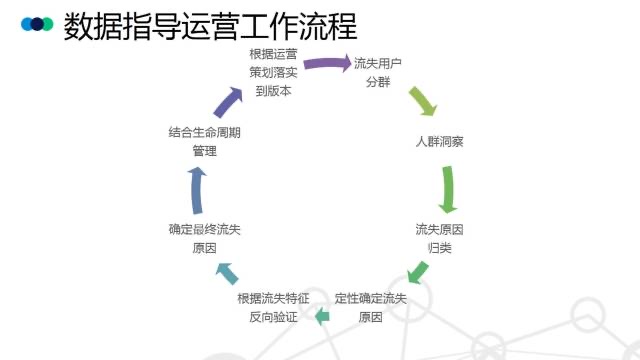 数据指导运营工作流程
根据运营
策划落实
到版本
流失用户
分群
人群洞察
流失原因
归类
定性确定流失
原因
根据流失特征
反向验证
确定最终流失
原因
结合生命周期
管理